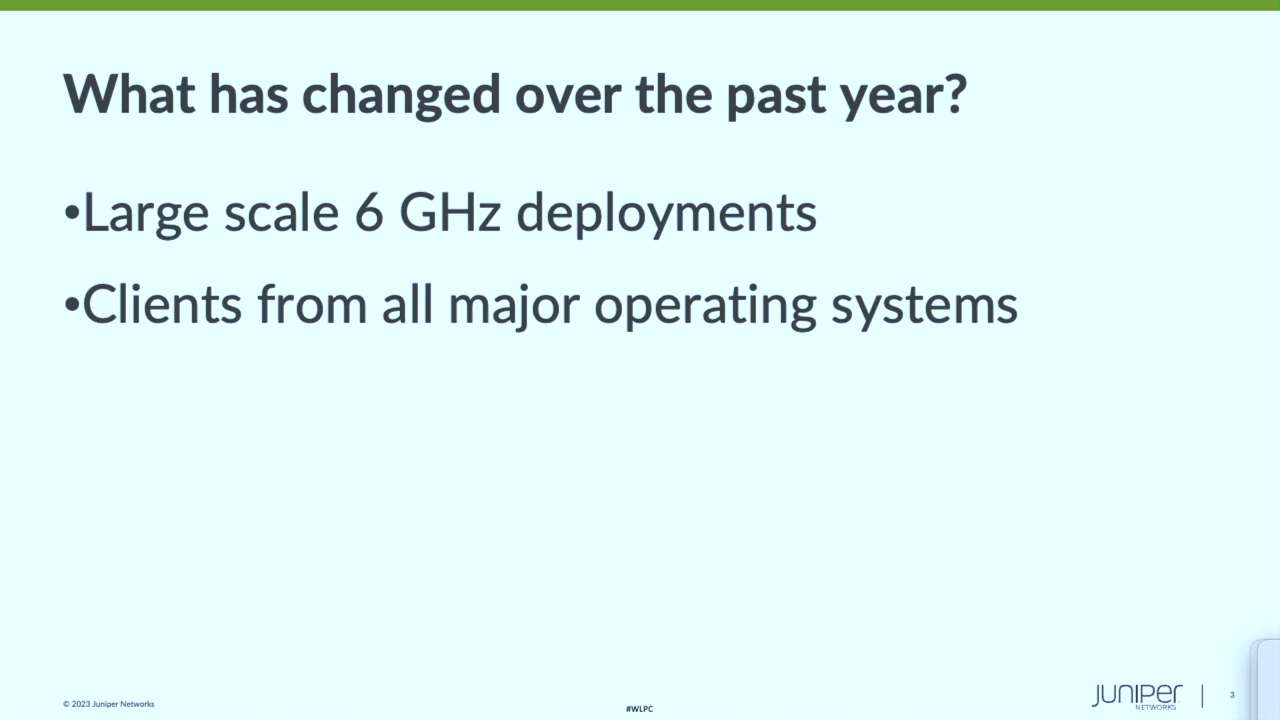 What has changed over the past year?
•Large scale 6 GHz deployments
•Clients from all major operating systems
© 2023 Juniper Networks
#WLPC
JUNIPER
NETWORKS
3